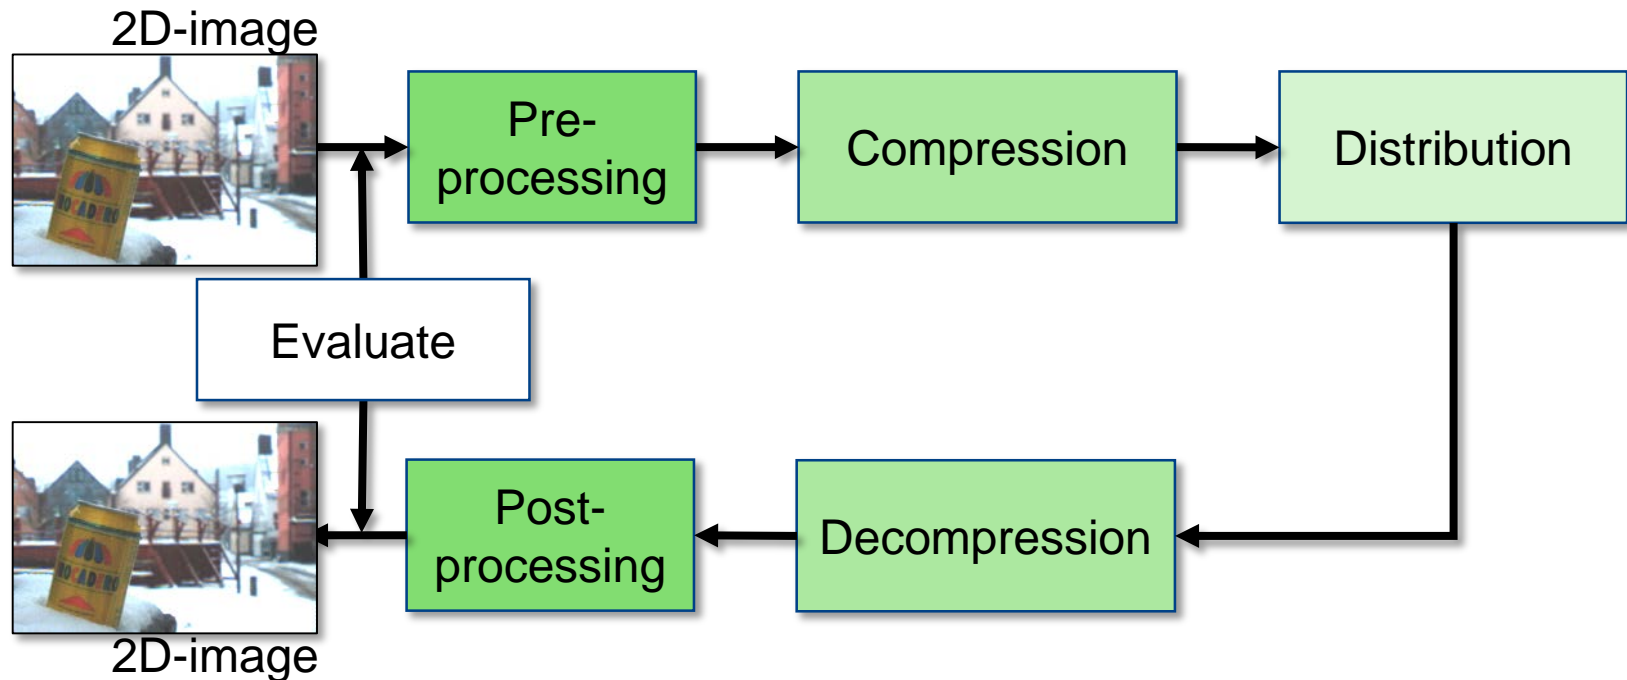 2D-image
Pre-
processing
Compression
Distribution
Evaluate
Post-
processing
Decompression
2D-image